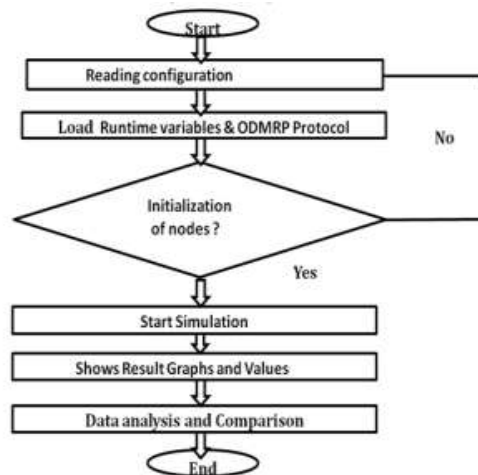 Start
Reading configuration
Load Runtime variables & ODMRP Protocol
No
Initialization
of nodes ?
Yes
Start Simulation
Shows Result Graphs and Values
Data analysis and Comparison
End